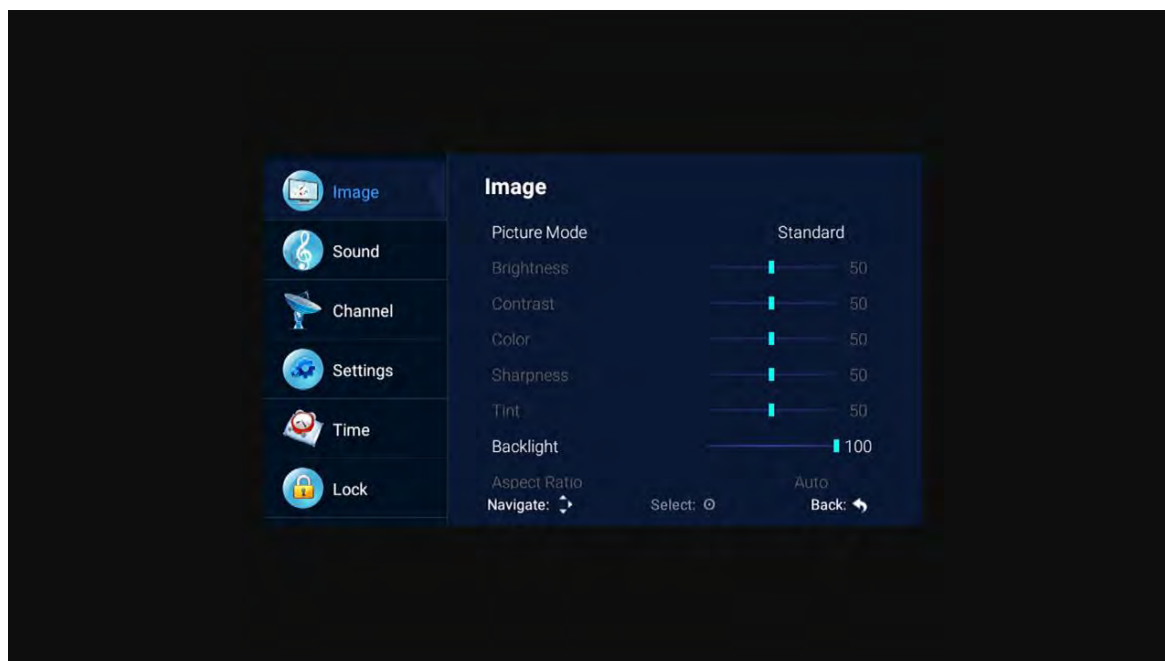 Image
Sound
Channel
Settings
Time
Lock
Image
Picture Mode Standard
Brightness 50
Contrast 50
Color 50
Sharpness 50
Tint 50
Backlight 100
Aspect Ratio Auto
Navigate: Select: Back: